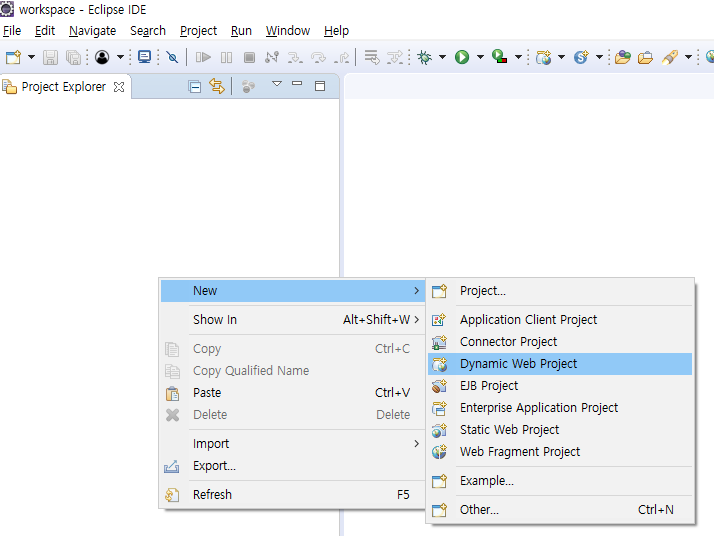 workspace - Eclipse IDE
File Edit Navigate Search Project Run Window Help
Project Explorer
New
Show In Alt+Shift+W
Copy Ctrl+C
Copy Qualified Name
Paste Ctrl+V
Delete Delete
Import
Export...
Refresh F5
Project...
Application Client Project
Connector Project
Dynamic Web Project
EJB Project
Enterprise Application Project
Static Web Project
Web Fragment Project
Example...
Other... Ctrl+N